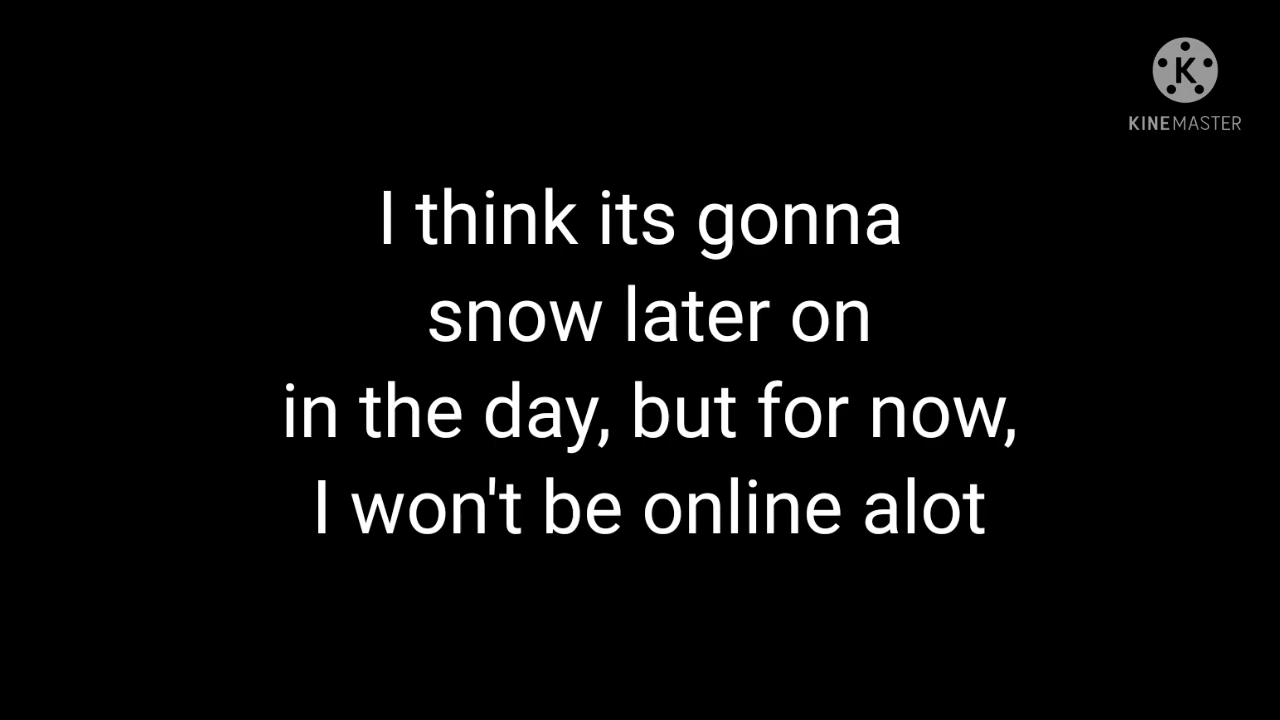 K
KINEMASTER
I think its gonna
snow later on
in the day, but for now,
I won't be online alot